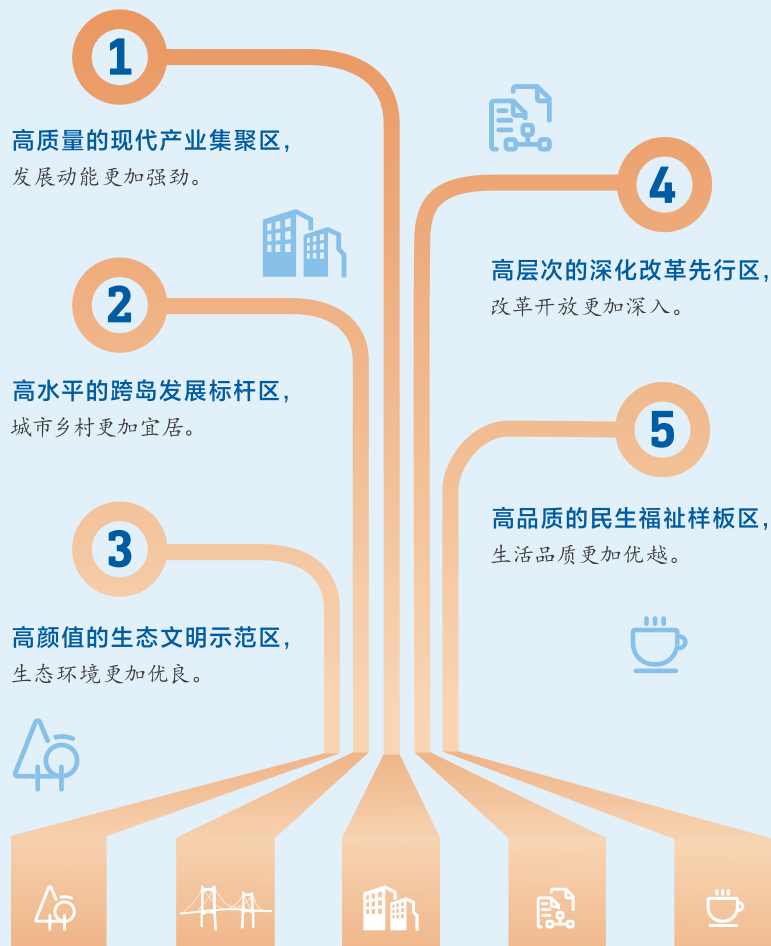 1
高质量的现代产业集聚区，
发展动能更加强劲。
2
高水平的跨岛发展标杆区，
城市乡村更加宜居。
3
高颜值的生态文明示范区，
生态环境更加优良。
4
高层次的深化改革先行区，
改革开放更加深入。
5
高品质的民生福祉样板区，
生活品质更加优越。